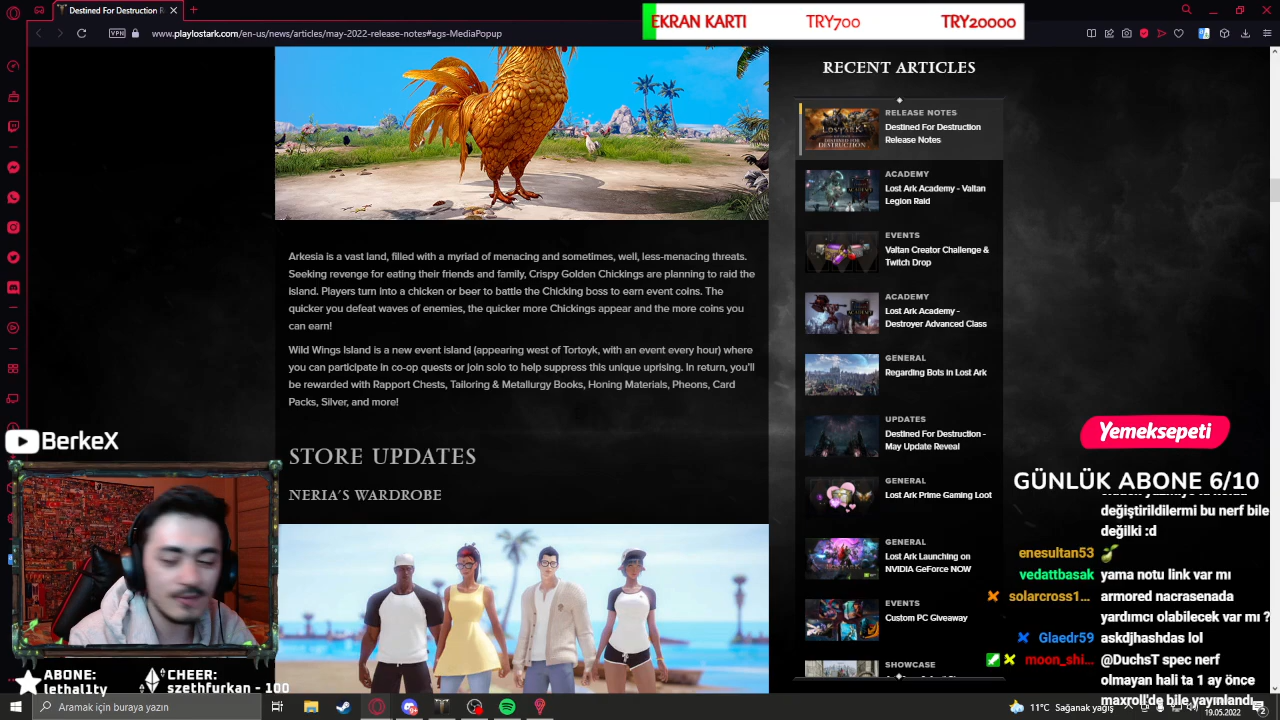 Destined For Destruction R
EKRAN KARTI TRY700 TRY20000
VPN www.playlostark.com/en-us/news/articles/may-2022-release-notes#ags-MediaPopup
Arkesia is a vast land, filled with a myriad of menacing and sometimes, well, less-menacing threats.
Seeking revenge for eating their friends and family, Crispy Golden Chickings are planning to raid the
island. Players turn into a chicken or beer to battle the Chicking boss to earn event coins. The
quicker you defeat waves of enemies, the quicker more Chickings appear and the more coins you
can earn!
Wild Wings Island is a new event island (appearing west of Tortoyk, with an event every hour) where
you can participate in co-op quests or join solo to help suppress this unique uprising. In return, you'll
be rewarded with Rapport Chests, Tailoring & Metallurgy Books, Honing Materials, Pheons, Card
Packs, Silver, and more!
STORE UPDATES
NERIA'S WARDROBE
RECENT ARTICLES
RELEASE NOTES
Destined For Destruction
Release Notes
ACADEMY
Lost Ark Academy - Valtan
Legion Raid
EVENTS
Valtan Creator Challenge &
Twitch Drop
ACADEMY
Lost Ark Academy -
Destroyer Advanced Class
GENERAL
Regarding Bots in Lost Ark
UPDATES
Destined For Destruction -
May Update Reveal
GENERAL
Lost Ark Prime Gaming Loot
GENERAL
Lost Ark Launching on
NVIDIA GeForce NOW
EVENTS
Custom PC Giveaway
SHOWCASE
BerkeX
ABONE:
lethal1ty
CHEER:
szethfurkan - 100
Yemeksepeti
GÜNLÜK ABONE 6/10
değiştirildilermi bu nerf bile
değilki :d
enesultan53
vedattbasak yama notu link var mı
solarcross1... armored nacrasenada
yardımcı olabilecek var mı ?
Glaedr59 askdjhashdas lol
moon_shi... @DuchsT spec nerf
olmayan hali ta 1 ay önce
maxroll'de bile yayınlandı
Aramak için buraya yazın
11°C Sağanak yağış
19.05.2022
2